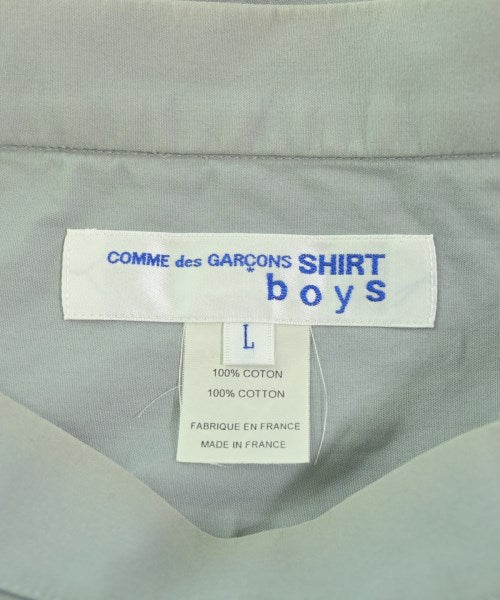 COMME des GARÇONS SHIRT
boys
L
100% COTON
100% COTTON
FABRIQUE EN FRANCE
MADE IN FRANCE